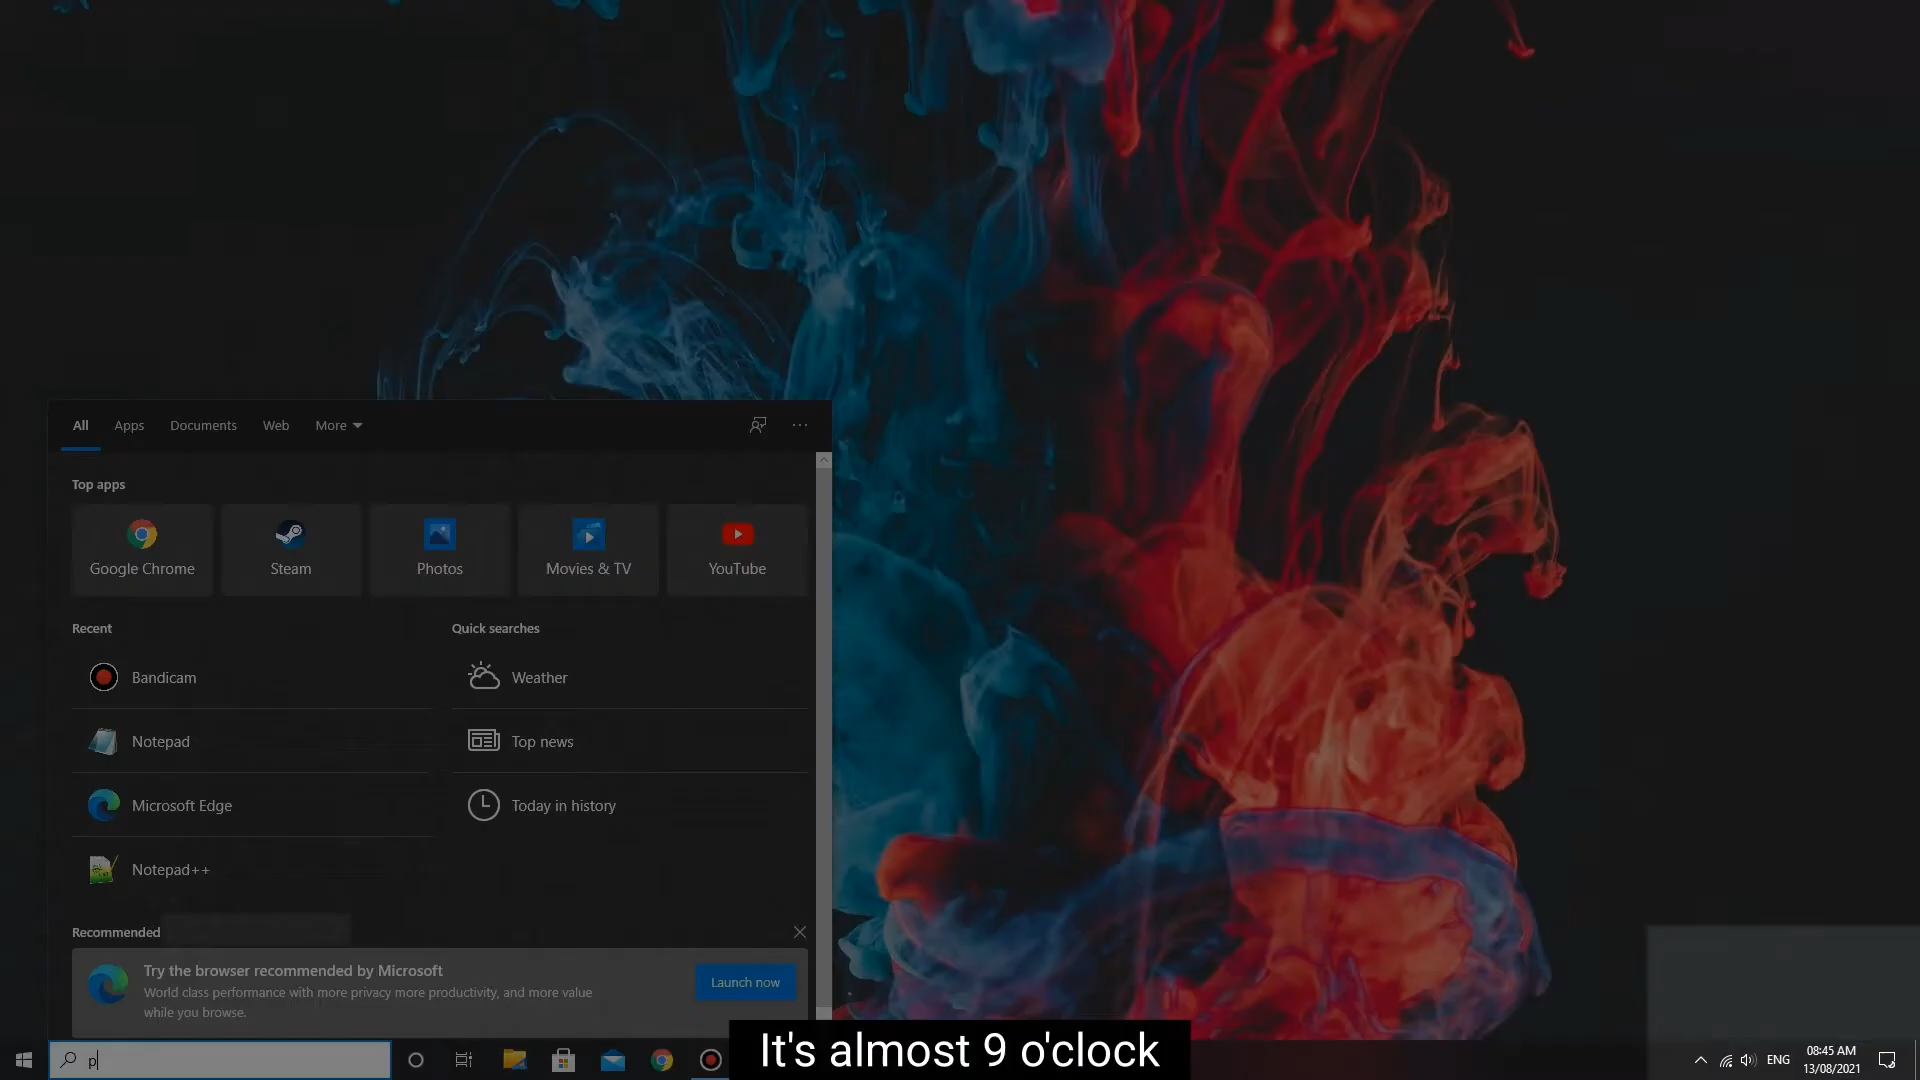 All Apps Documents Web More
Top apps
Google Chrome Steam Photos Movies & TV YouTube
Recent
Bandicam
Notepad
Microsoft Edge
Notepad++
Quick searches
Weather
Top news
Today in history
Recommended
Try the browser recommended by Microsoft
World class performance with more privacy more productivity, and more value
while you browse.
Launch now
p
It's almost 9 o'clock
ENG
08:45 AM
13/08/2021